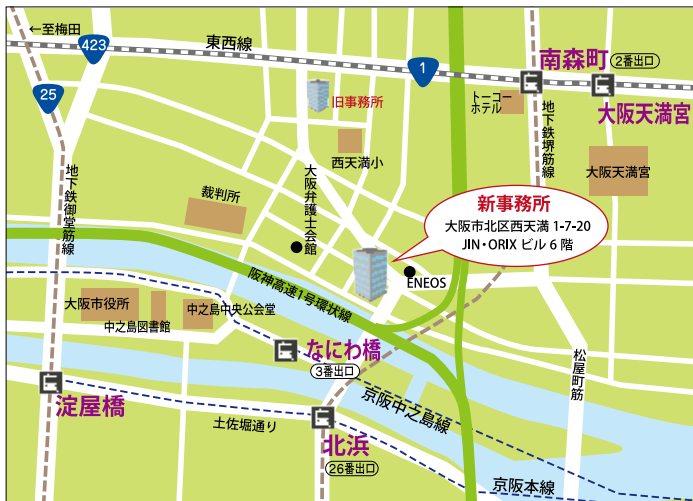 ←至梅田
423
東西線
1
南森町
2番出口
25
旧事務所
トーコー
ホテル
地下鉄堺筋線
大阪天満宮
西天満小
大阪天満宮
地下鉄御堂筋線
裁判所
大阪弁護士会館
新事務所
大阪市北区西天満 1-7-20
JIN・ORIX ビル 6 階
ENEOS
阪神高速1号環状線
大阪市役所
中之島図書館
中之島中央公会堂
なにわ橋
3番出口
松屋町筋
淀屋橋
京阪中之島線
土佐堀通り
北浜
26番出口
京阪本線